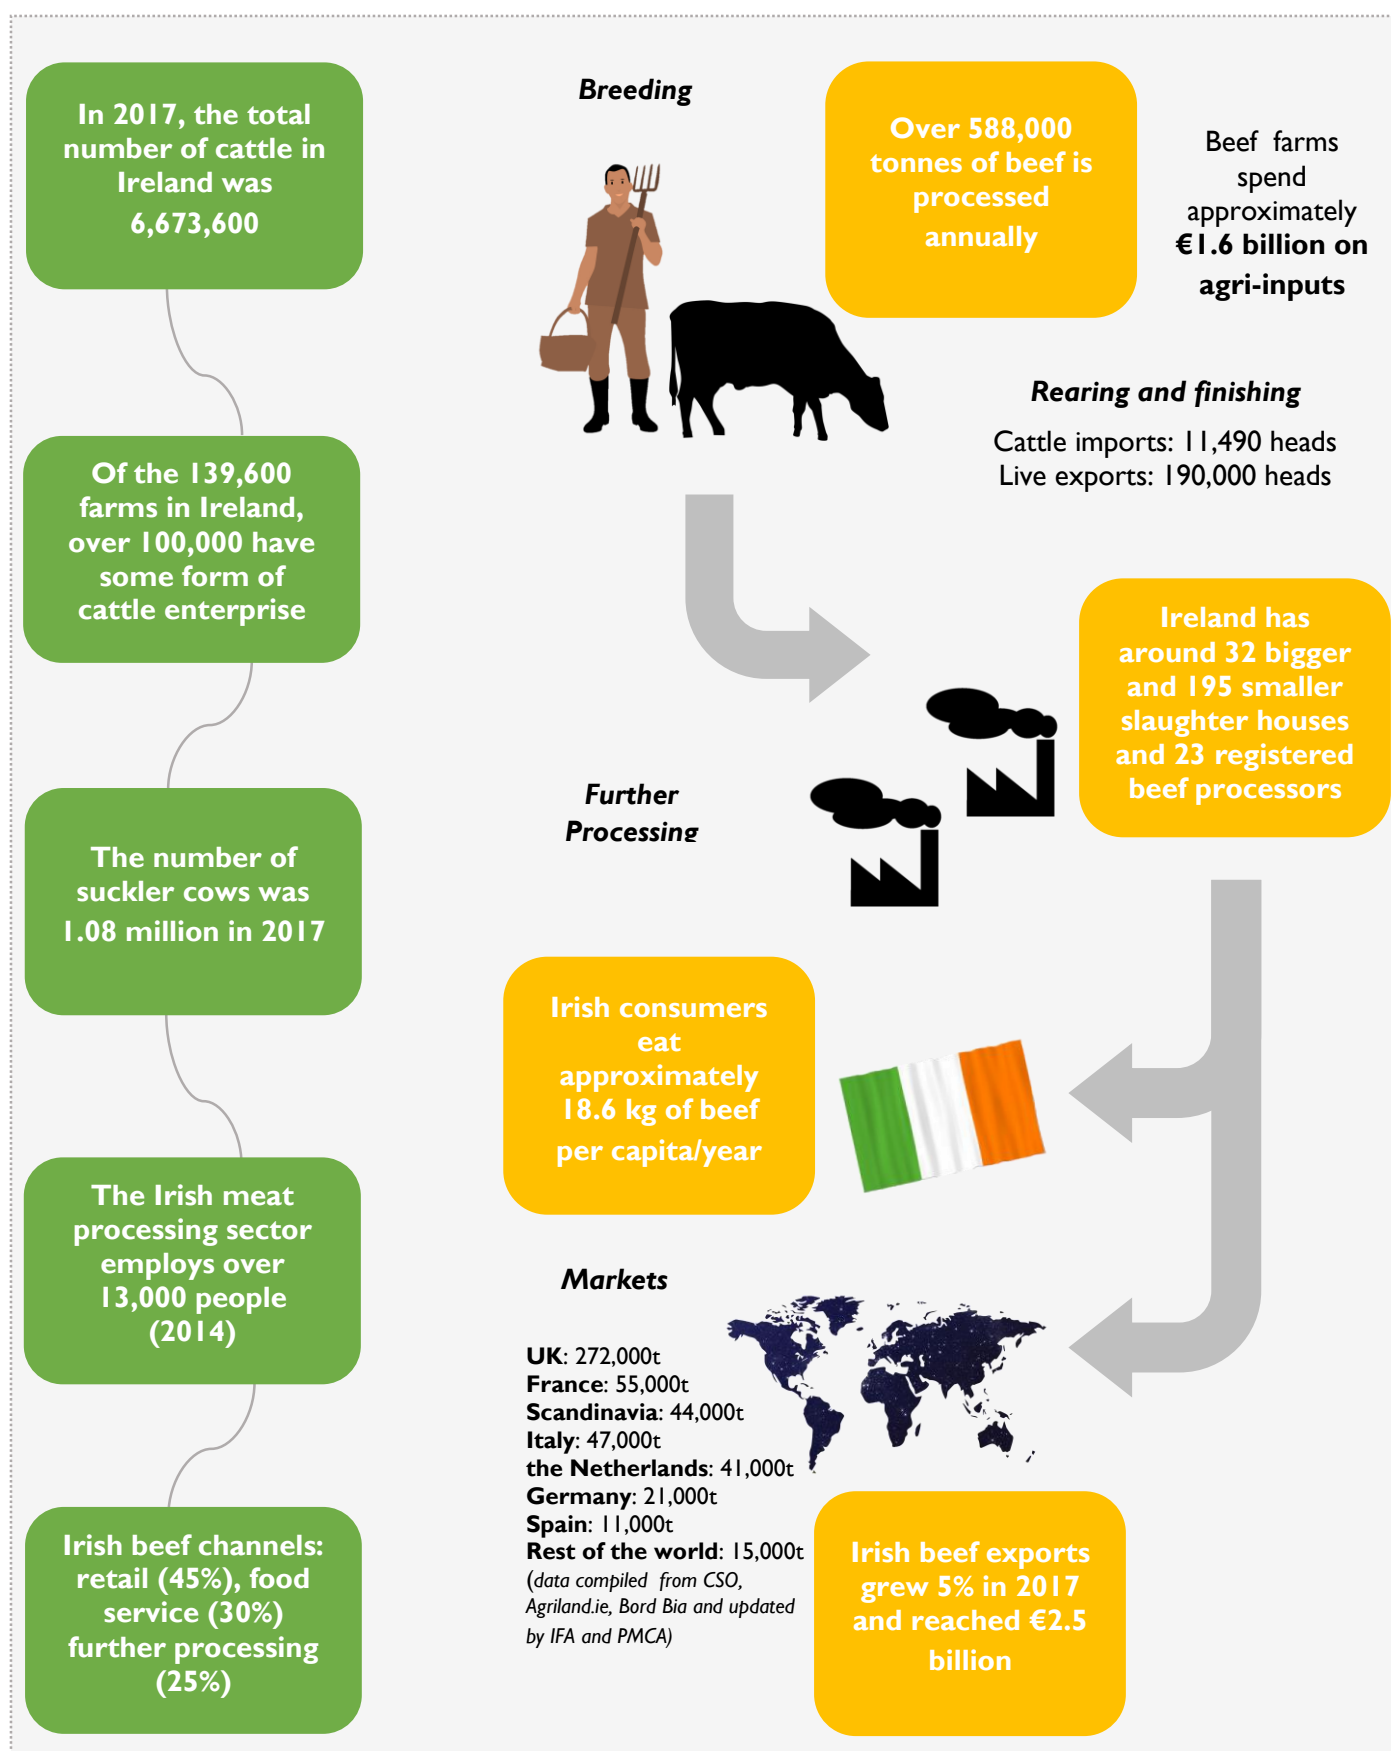 In 2017, the total
number of cattle in
Ireland was
6,673,600
Of the 139,600
farms in Ireland,
over 100,000 have
some form of
cattle enterprise
The number of
suckler cows was
1.08 million in 2017
The Irish meat
processing sector
employs over
13,000 people
(2014)
Irish beef channels:
retail (45%), food
service (30%)
further processing
(25%)
Breeding
Over 588,000
tonnes of beef is
processed
annually
Beef farms
spend
approximately
€1.6 billion on
agri-inputs
Rearing and finishing
Cattle imports: 11,490 heads
Live exports: 190,000 heads
Ireland has
around 32 bigger
and 195 smaller
slaughter houses
and 23 registered
beef processors
Further
Processing
Irish consumers
eat
approximately
18.6 kg of beef
per capita/year
Markets
UK: 272,000t
France: 55,000t
Scandinavia: 44,000t
Italy: 47,000t
the Netherlands: 41,000t
Germany: 21,000t
Spain: 11,000t
Rest of the world: 15,000t
(data compiled from CSO,
Agriland.ie, Bord Bia and updated
by IFA and PMCA)
Irish beef exports
grew 5% in 2017
and reached €2.5
billion